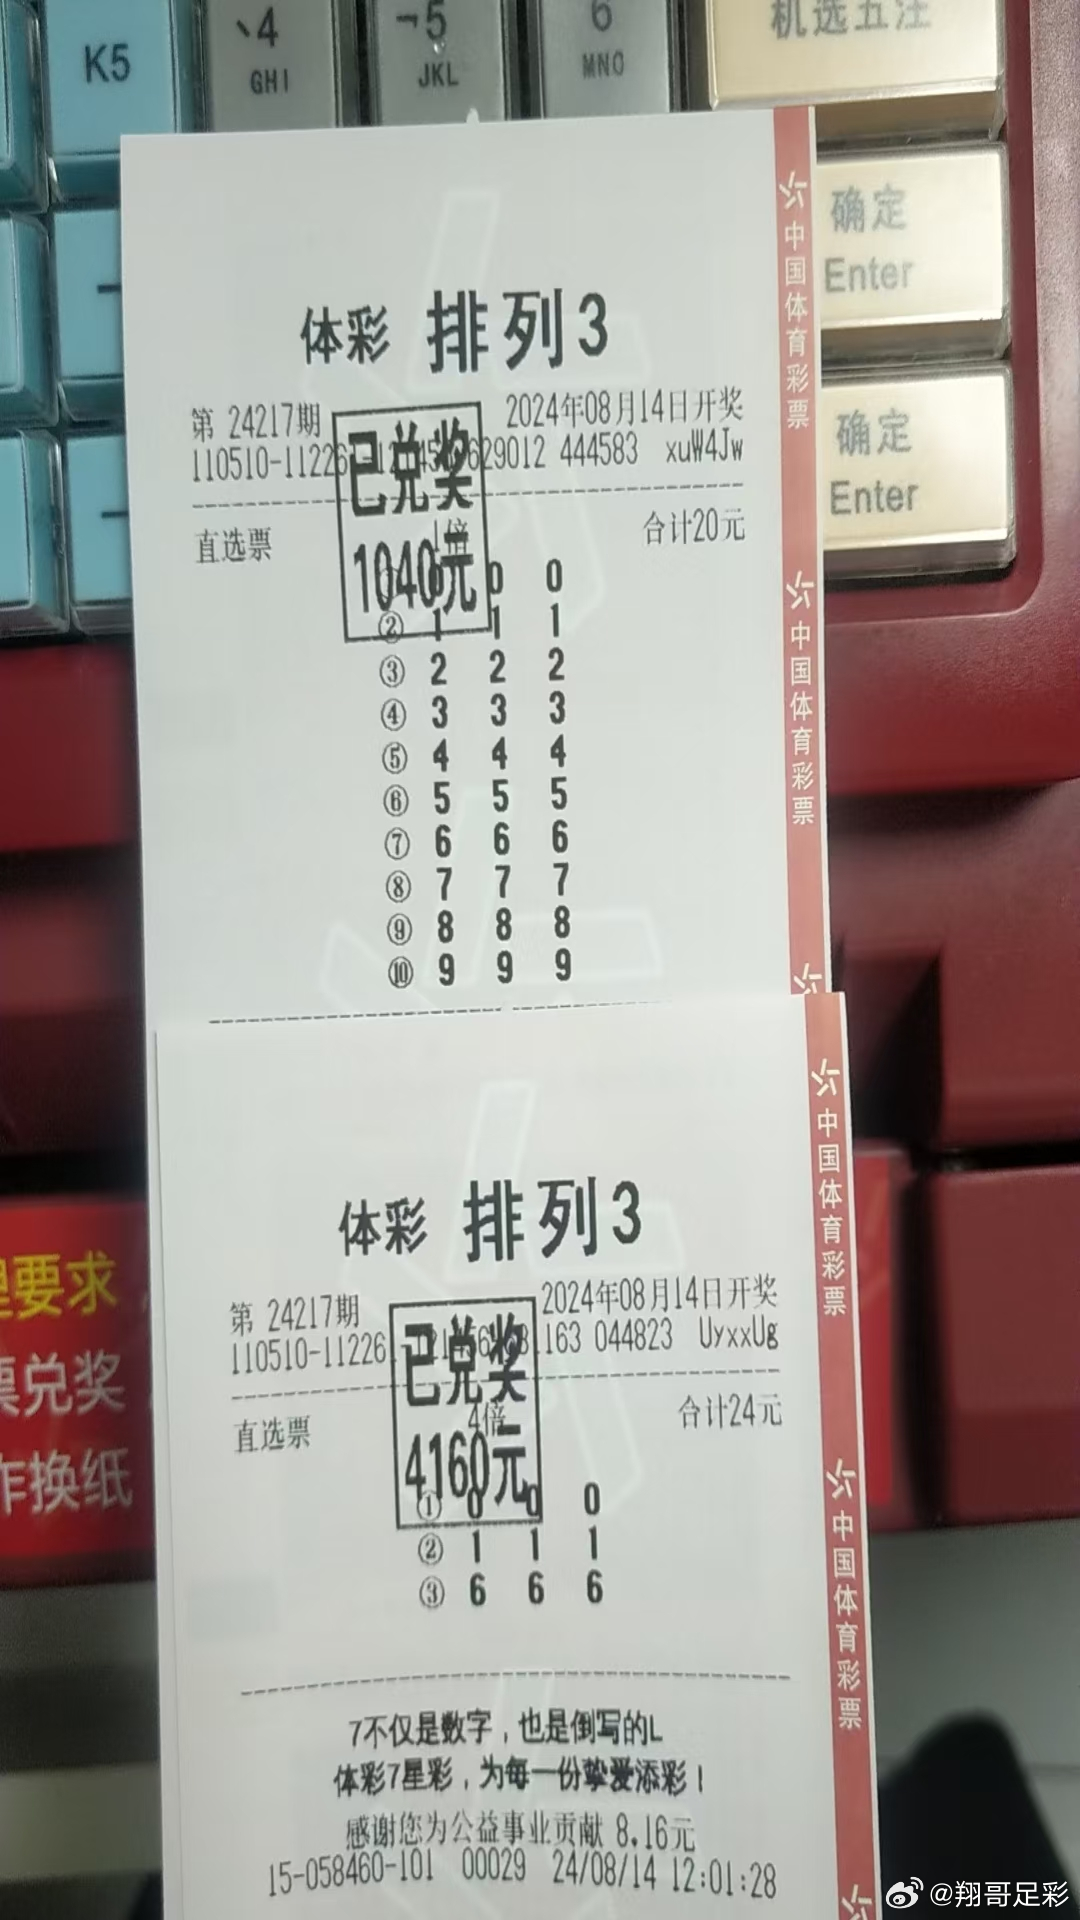 K5
4
GHI
5
JKL
6
MNO
机选五注
确定
Enter
确定
Enter
中国体育彩票
中国体育彩票
体彩 排列3
第 24217期
2024年08月14日开奖
110510-11226 629012 444583 xuW4Jw
已兑奖
1040元
直选票
1倍
合计20元
0 0
② 1 1 1
③ 2 2 2
④ 3 3 3
⑤ 4 4 4
⑥ 5 5 5
⑦ 6 6 6
⑧ 7 7 7
⑨ 8 8 8
⑩ 9 9 9
中国体育彩票
中国体育彩票
体彩 排列3
第 24217期
2024年08月14日开奖
110510-11226 163 044823 UyxxUg
已兑奖
4160元
直选票
4倍
合计24元
① 0 0 0
② 1 1 1
③ 6 6 6
7不仅是数字，也是倒写的L
体彩7星彩，为每一份挚爱添彩！
感谢您为公益事业贡献 8.16元
15-058460-101 00029 24/08/14 12:01:28
要求
票兑奖
作换纸
@翔哥足彩